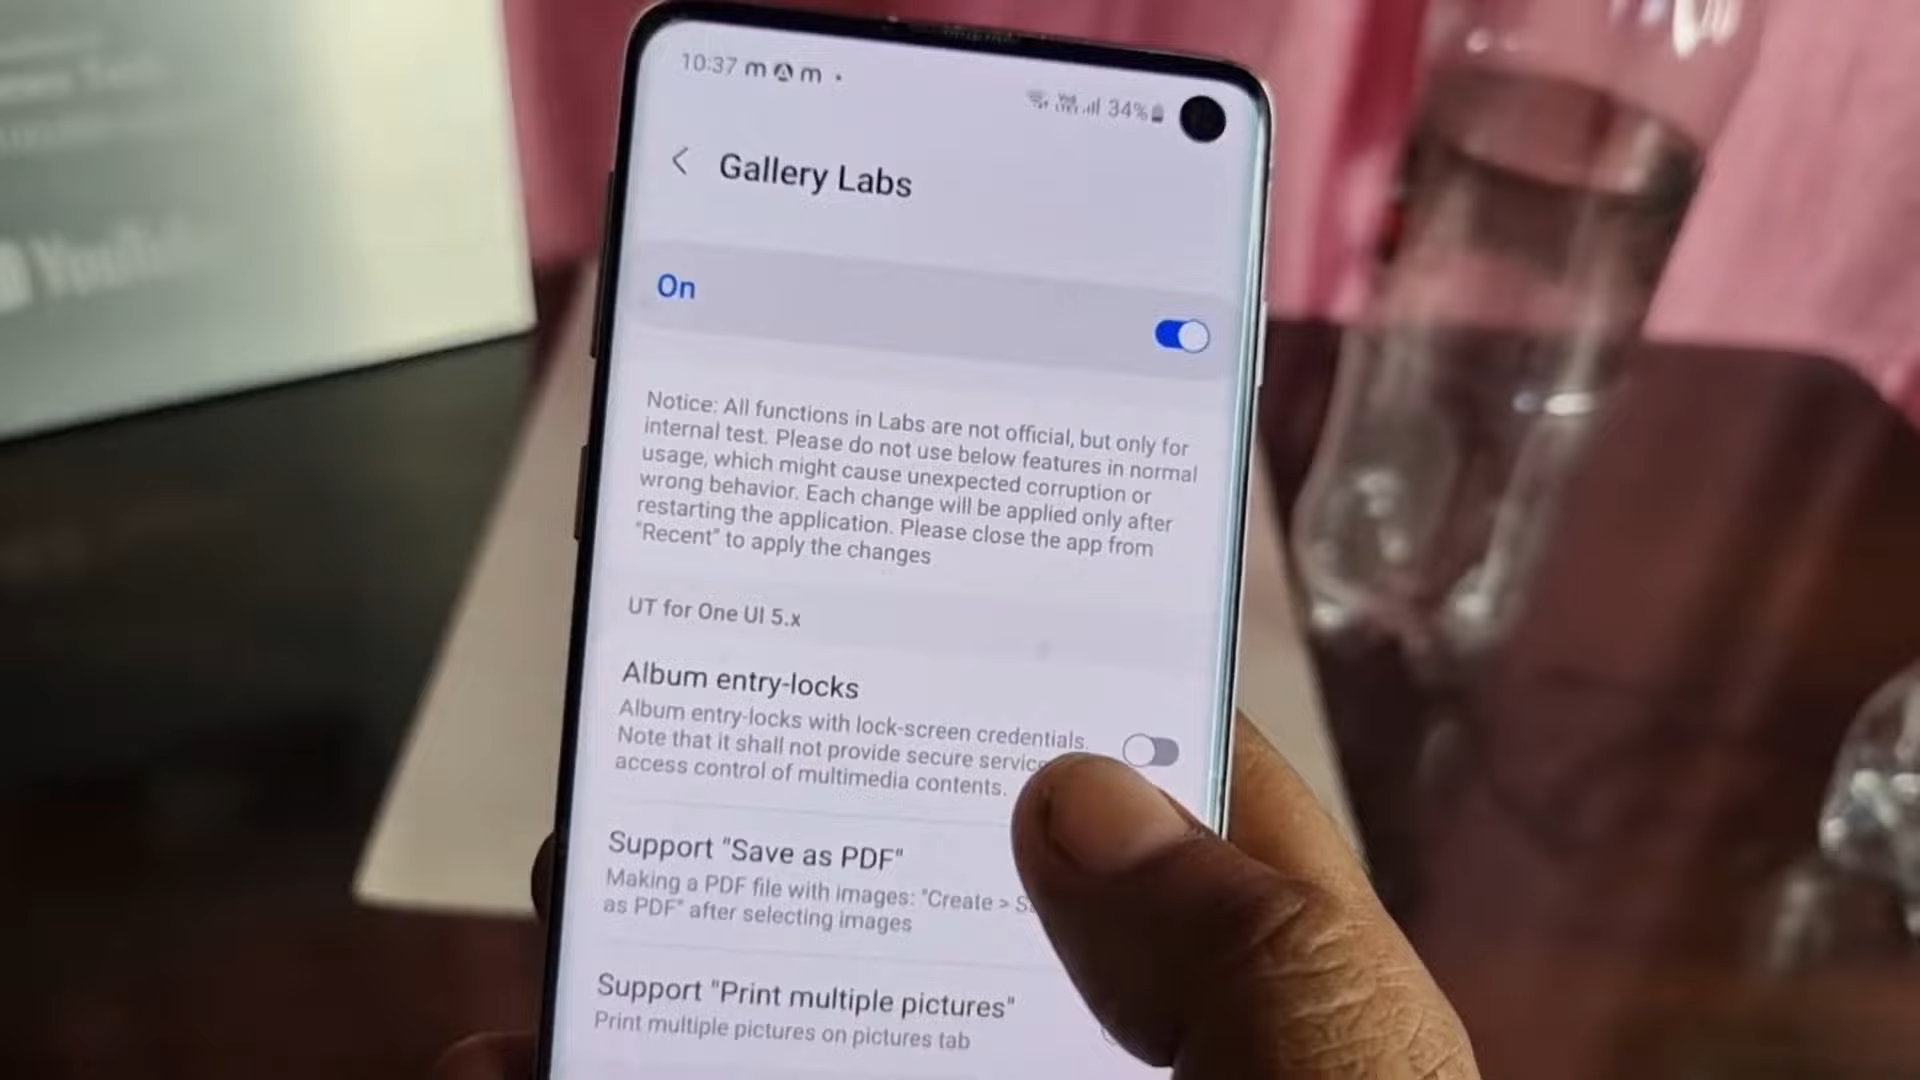 10:37 m m
34%
Gallery Labs
On
Notice: All functions in Labs are not official, but only for
internal test. Please do not use below features in normal
usage, which might cause unexpected corruption or
wrong behavior. Each change will be applied only after
restarting the application. Please close the app from
"Recent" to apply the changes
UT for One UI 5.x
Album entry-locks
Album entry-locks with lock-screen credentials.
Note that it shall not provide secure servic
access control of multimedia contents.
Support "Save as PDF"
Making a PDF file with images: "Create > S
as PDF" after selecting images
Support "Print multiple pictures"
Print multiple pictures on pictures tab
YouTube